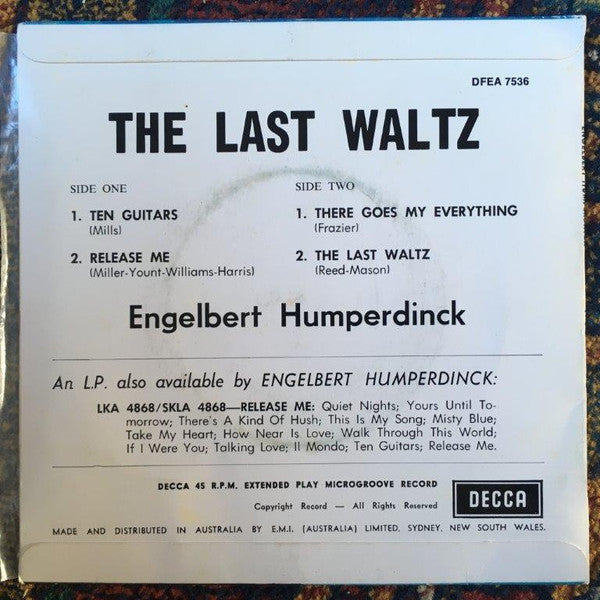 DFEA 7536
THE LAST WALTZ
SIDE ONE
1. TEN GUITARS
(Mills)
2. RELEASE ME
(Miller-Yount-Williams-Harris)
SIDE TWO
1. THERE GOES MY EVERYTHING
(Frazier)
2. THE LAST WALTZ
(Reed-Mason)
Engelbert Humperdinck
An L.P. also available by ENGELBERT HUMPERDINCK:
LKA 4868/SKLA 4868—RELEASE ME: Quiet Nights; Yours Until To-
morrow; There's A Kind Of Hush; This Is My Song; Misty Blue;
Take My Heart; How Near Is Love; Walk Through This World;
If I Were You; Talking Love; Il Mondo; Ten Guitars; Release Me.
DECCA 45 R.P.M. EXTENDED PLAY MICROGROOVE RECORD
Copyright Record — All Rights Reserved
DECCA
MADE AND DISTRIBUTED IN AUSTRALIA BY E.M.I. (AUSTRALIA) LIMITED, SYDNEY, NEW SOUTH WALES.